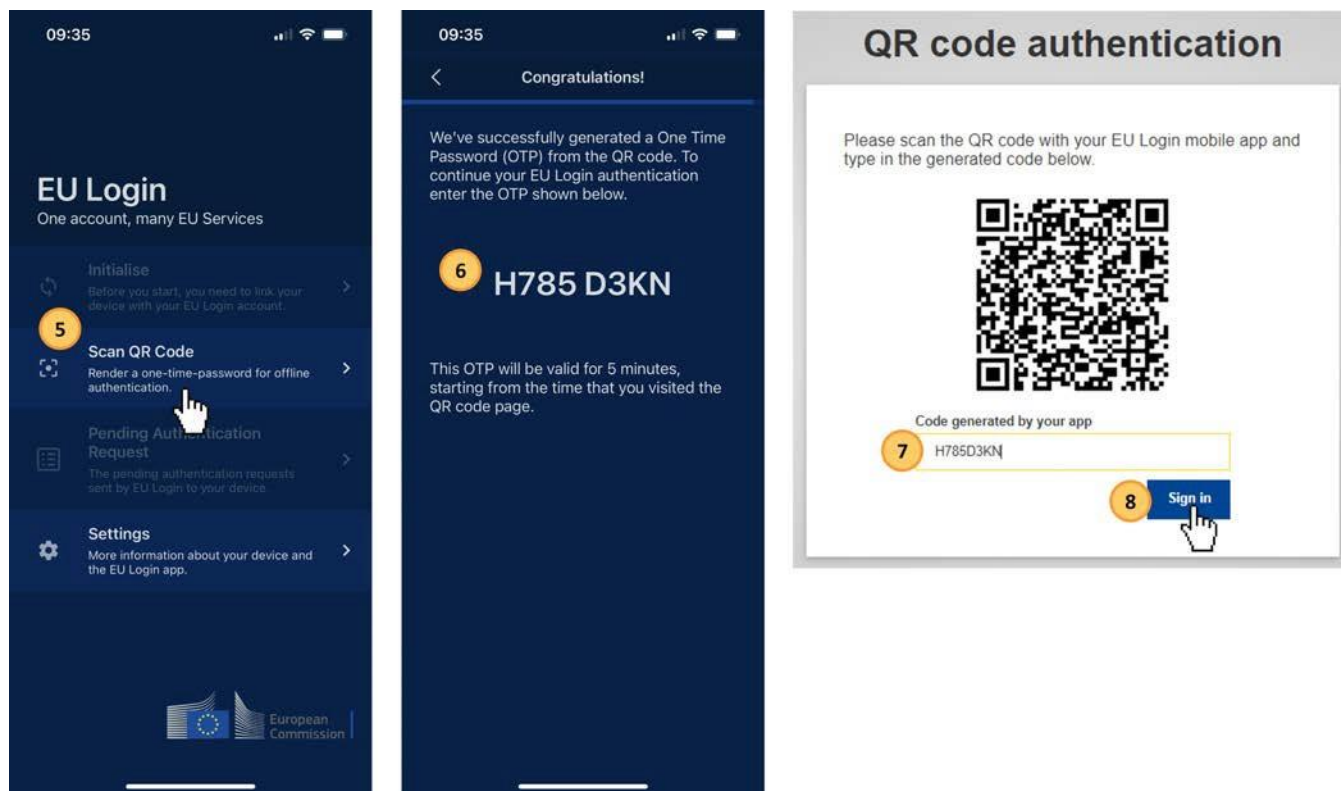 09:35
EU Login
One account, many EU Services
Initialise
Before you start, you need to link your
device with your EU Login account.
5
Scan QR Code
Render a one-time-password for offline
authentication.
Pending Authentication
Request
The pending authentication requests
sent by EU Login to your device.
Settings
More information about your device and
the EU Login app.
European
Commission
09:35
Congratulations!
We've successfully generated a One Time
Password (OTP) from the QR code. To
continue your EU Login authentication
enter the OTP shown below.
6
H785 D3KN
This OTP will be valid for 5 minutes,
starting from the time that you visited the
QR code page.
QR code authentication
Please scan the QR code with your EU Login mobile app and
type in the generated code below.
Code generated by your app
7
H785D3KN
8
Sign in